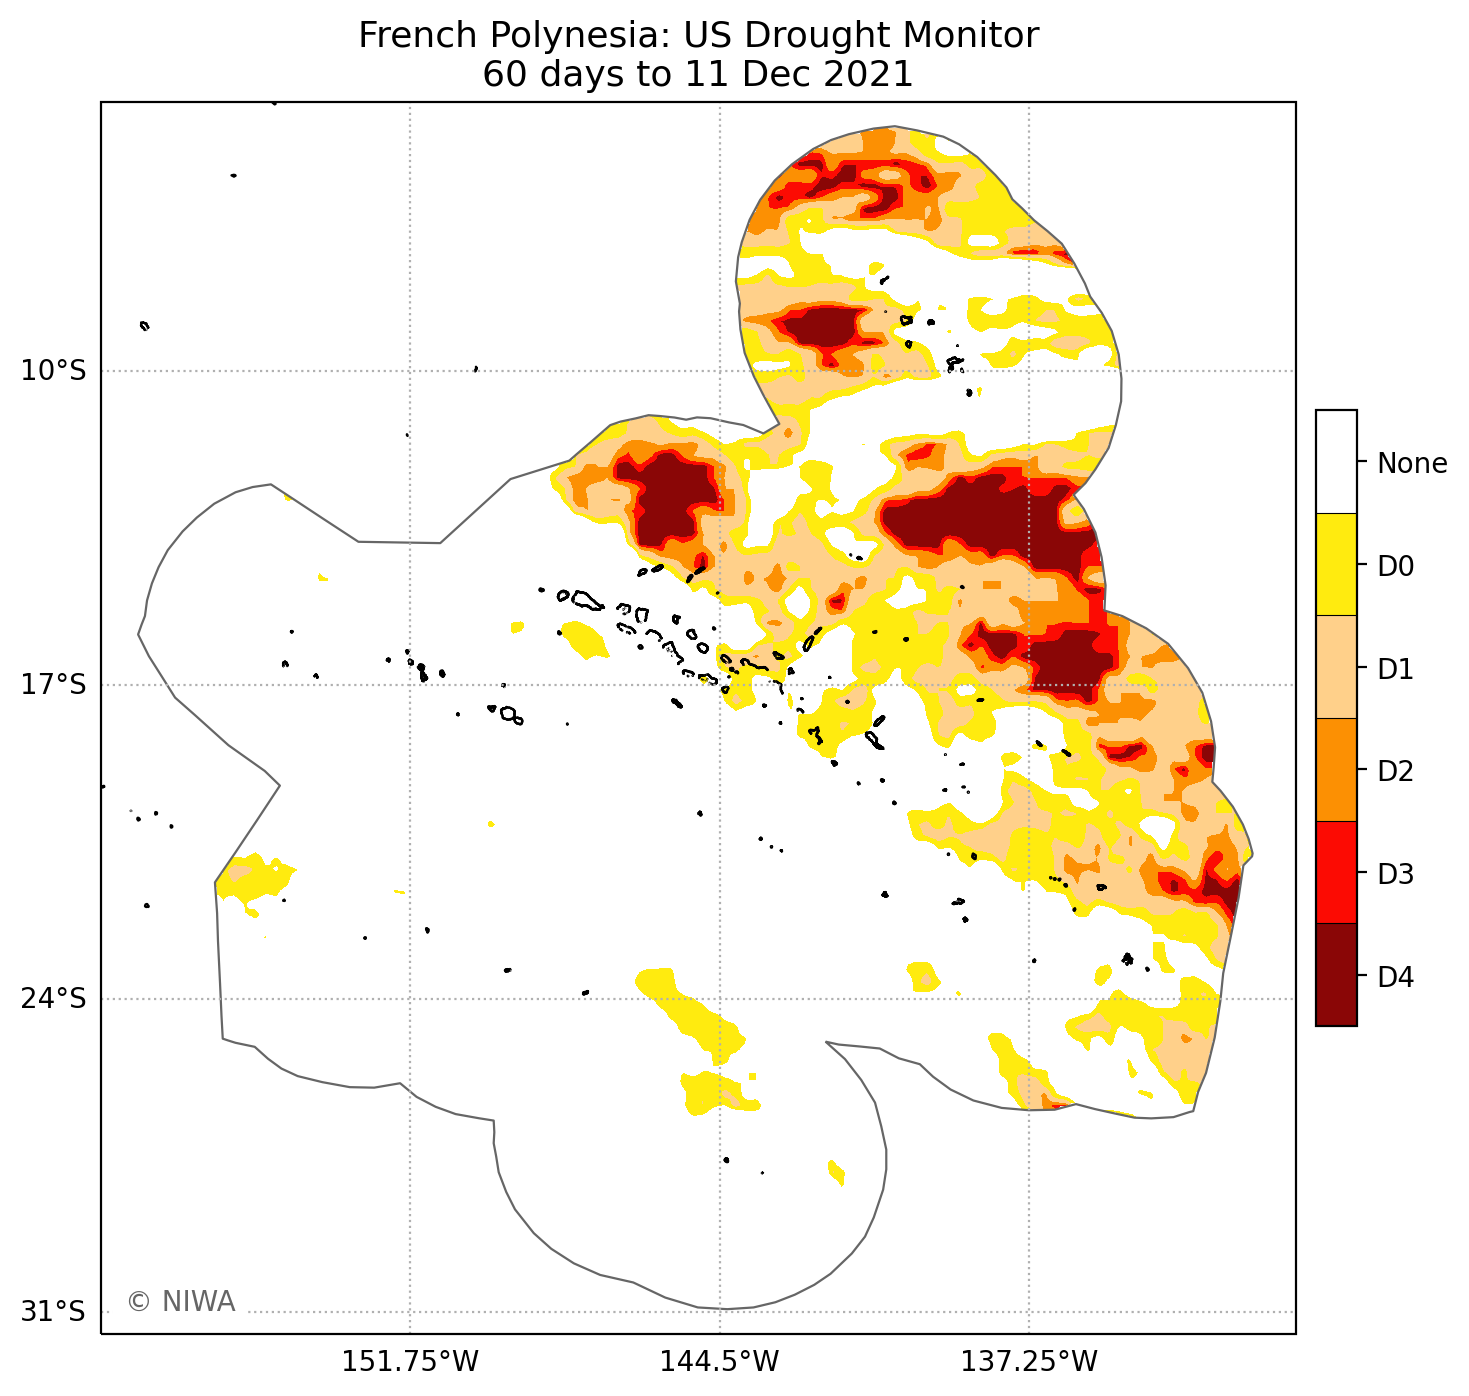 French Polynesia: US Drought Monitor
60 days to 11 Dec 2021
10°S
17°S
24°S
31°S
151.75°W
144.5°W
137.25°W
None
D0
D1
D2
D3
D4
© NIWA